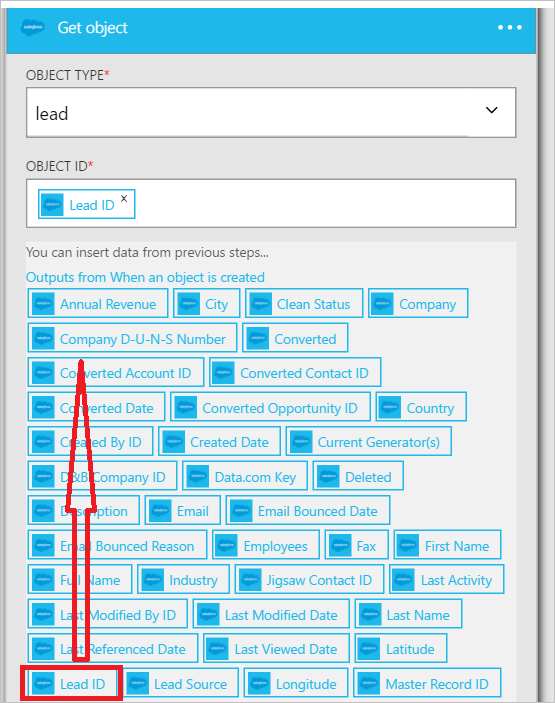 Get object
OBJECT TYPE*
lead
OBJECT ID*
Lead ID x
You can insert data from previous steps...
Outputs from When an object is created
Annual Revenue City Clean Status Company
Company D-U-N-S Number Converted
Converted Account ID Converted Contact ID
Converted Date Converted Opportunity ID Country
Created By ID Created Date Current Generator(s)
D&B Company ID Data.com Key Deleted
Description Email Email Bounced Date
Email Bounced Reason Employees Fax First Name
Full Name Industry Jigsaw Contact ID Last Activity
Last Modified By ID Last Modified Date Last Name
Last Referenced Date Last Viewed Date Latitude
Lead ID Lead Source Longitude Master Record ID